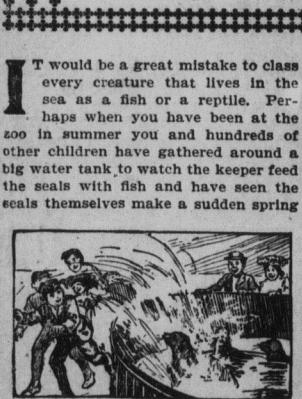 IT would be a great mistake to class
every creature that lives in the
sea as a fish or a reptile. Per-
haps when you have been at the
zoo in summer you and hundreds of
other children have gathered around a
big water tank to watch the keeper feed
the seals with fish and have seen the
seals themselves make a sudden spring